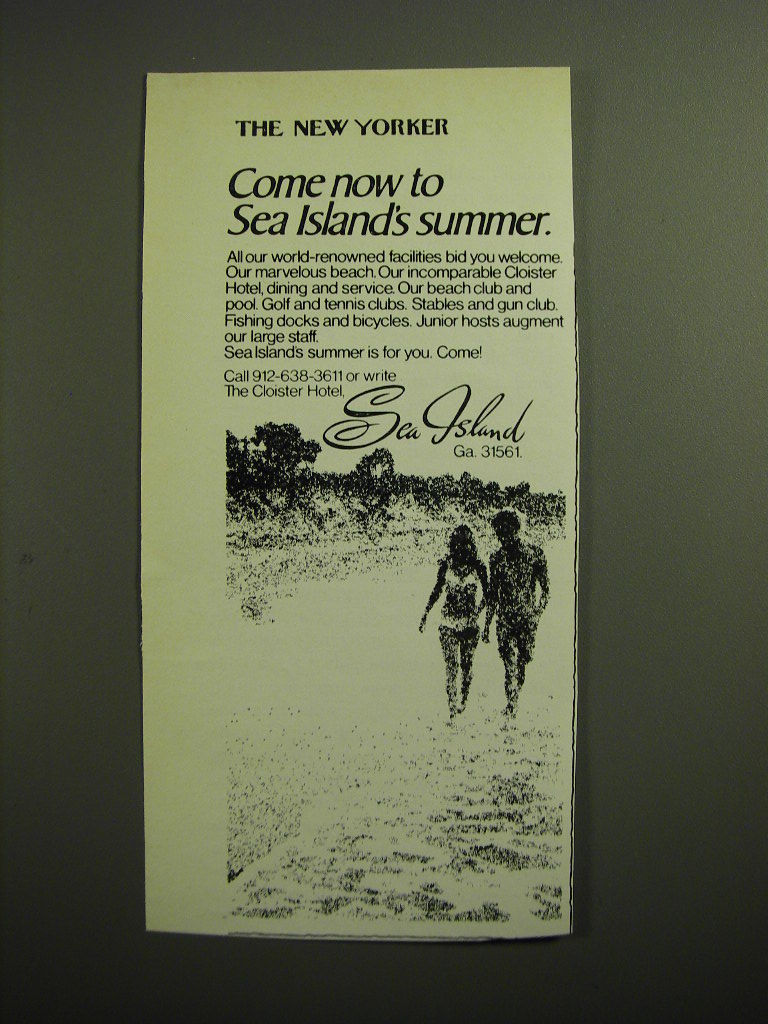 THE NEW YORKER
Come now to
Sea Island's summer.
All our world-renowned facilities bid you welcome.
Our marvelous beach. Our incomparable Cloister
Hotel, dining and service. Our beach club and
pool. Golf and tennis clubs. Stables and gun club.
Fishing docks and bicycles. Junior hosts augment
our large staff.
Sea Island's summer is for you. Come!
Call 912-638-3611 or write
The Cloister Hotel,
Sea Island
Ga. 31561.